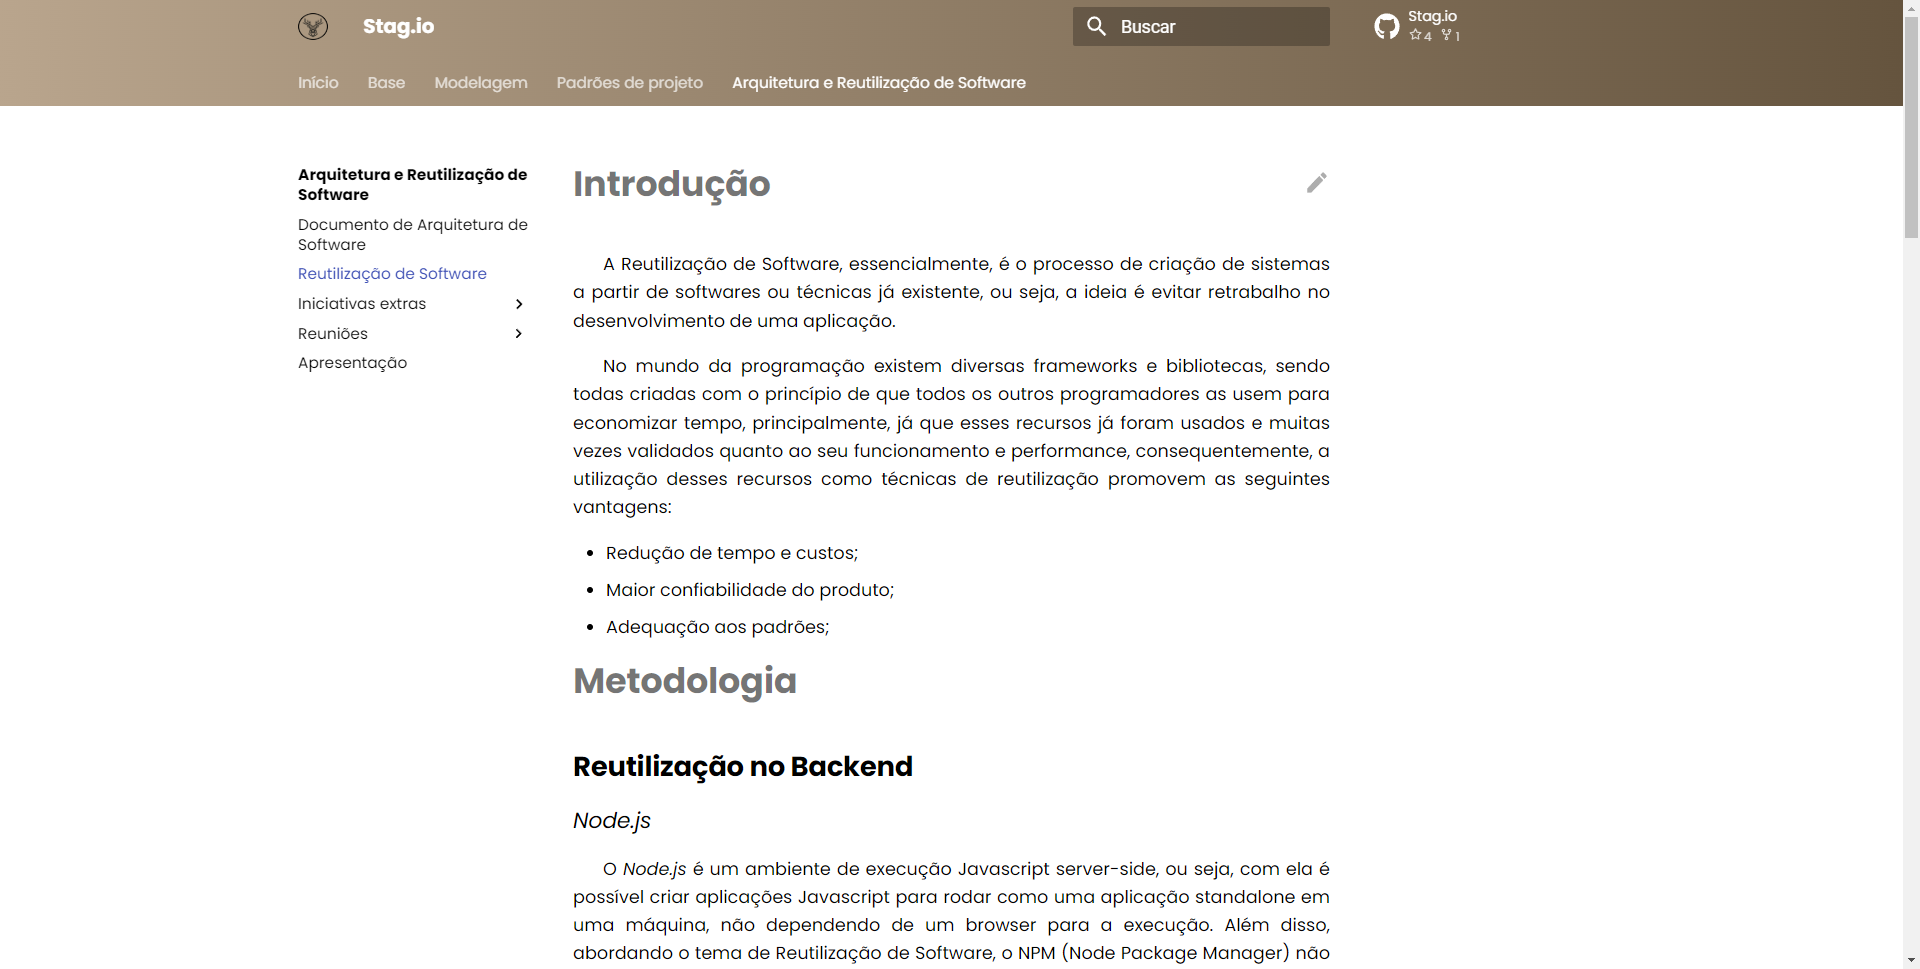 Stag.io
Buscar
Stag.io
4 1
Início Base Modelagem Padrões de projeto Arquitetura e Reutilização de Software
Arquitetura e Reutilização de
Software
Documento de Arquitetura de
Software
Reutilização de Software
Iniciativas extras
Reuniões
Apresentação
Introdução
A Reutilização de Software, essencialmente, é o processo de criação de sistemas
a partir de softwares ou técnicas já existente, ou seja, a ideia é evitar retrabalho no
desenvolvimento de uma aplicação.
No mundo da programação existem diversas frameworks e bibliotecas, sendo
todas criadas com o princípio de que todos os outros programadores as usem para
economizar tempo, principalmente, já que esses recursos já foram usados e muitas
vezes validados quanto ao seu funcionamento e performance, consequentemente, a
utilização desses recursos como técnicas de reutilização promovem as seguintes
vantagens:
• Redução de tempo e custos;
• Maior confiabilidade do produto;
• Adequação aos padrões;
Metodologia
Reutilização no Backend
Node.js
O Node.js é um ambiente de execução Javascript server-side, ou seja, com ela é
possível criar aplicações Javascript para rodar como uma aplicação standalone em
uma máquina, não dependendo de um browser para a execução. Além disso,
abordando o tema de Reutilização de Software, o NPM (Node Package Manager) não